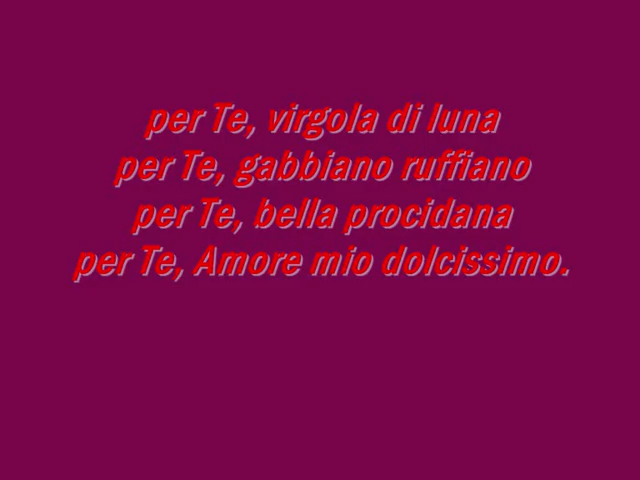 per Te, virgola di luna
per Te, gabbiano ruffiano
per Te, bella procidana
per Te, Amore mio dolcissimo.